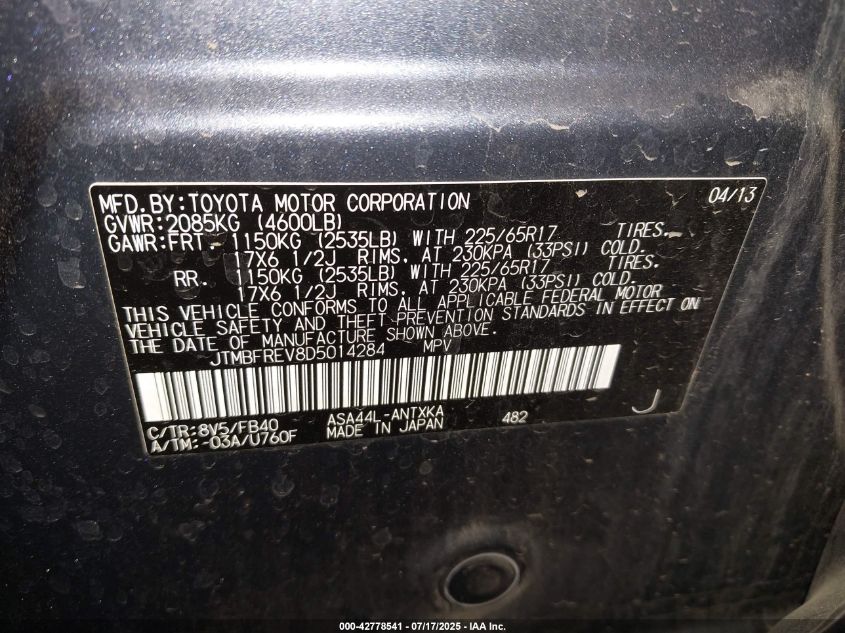 MFD.BY:TOYOTA MOTOR CORPORATION 04/13
GVWR:2085KG (4600LB)
GAWR:FRT - 1150KG (2535LB) WITH 225/65R17 TIRES.
17X6 1/2J RIMS. AT 230KPA (33PSI) COLD.
RR. 1150KG (2535LB) WITH 225/65R17 TIRES.
17X6 1/2J RIMS. AT 230KPA (33PSI) COLD.
THIS VEHICLE CONFORMS TO ALL APPLICABLE FEDERAL MOTOR
VEHICLE SAFETY AND THEFT-PREVENTION STANDARDS IN EFFECT ON
THE DATE OF MANUFACTURE SHOWN ABOVE.
JTMBFREV8D5014284 MPV
C/TR:8V5/FB40 ASA44L-ANTXKA 482 J
A/TM:-03A/U760F MADE IN JAPAN
000-42778541 - 07/17/2025 - IAA Inc.